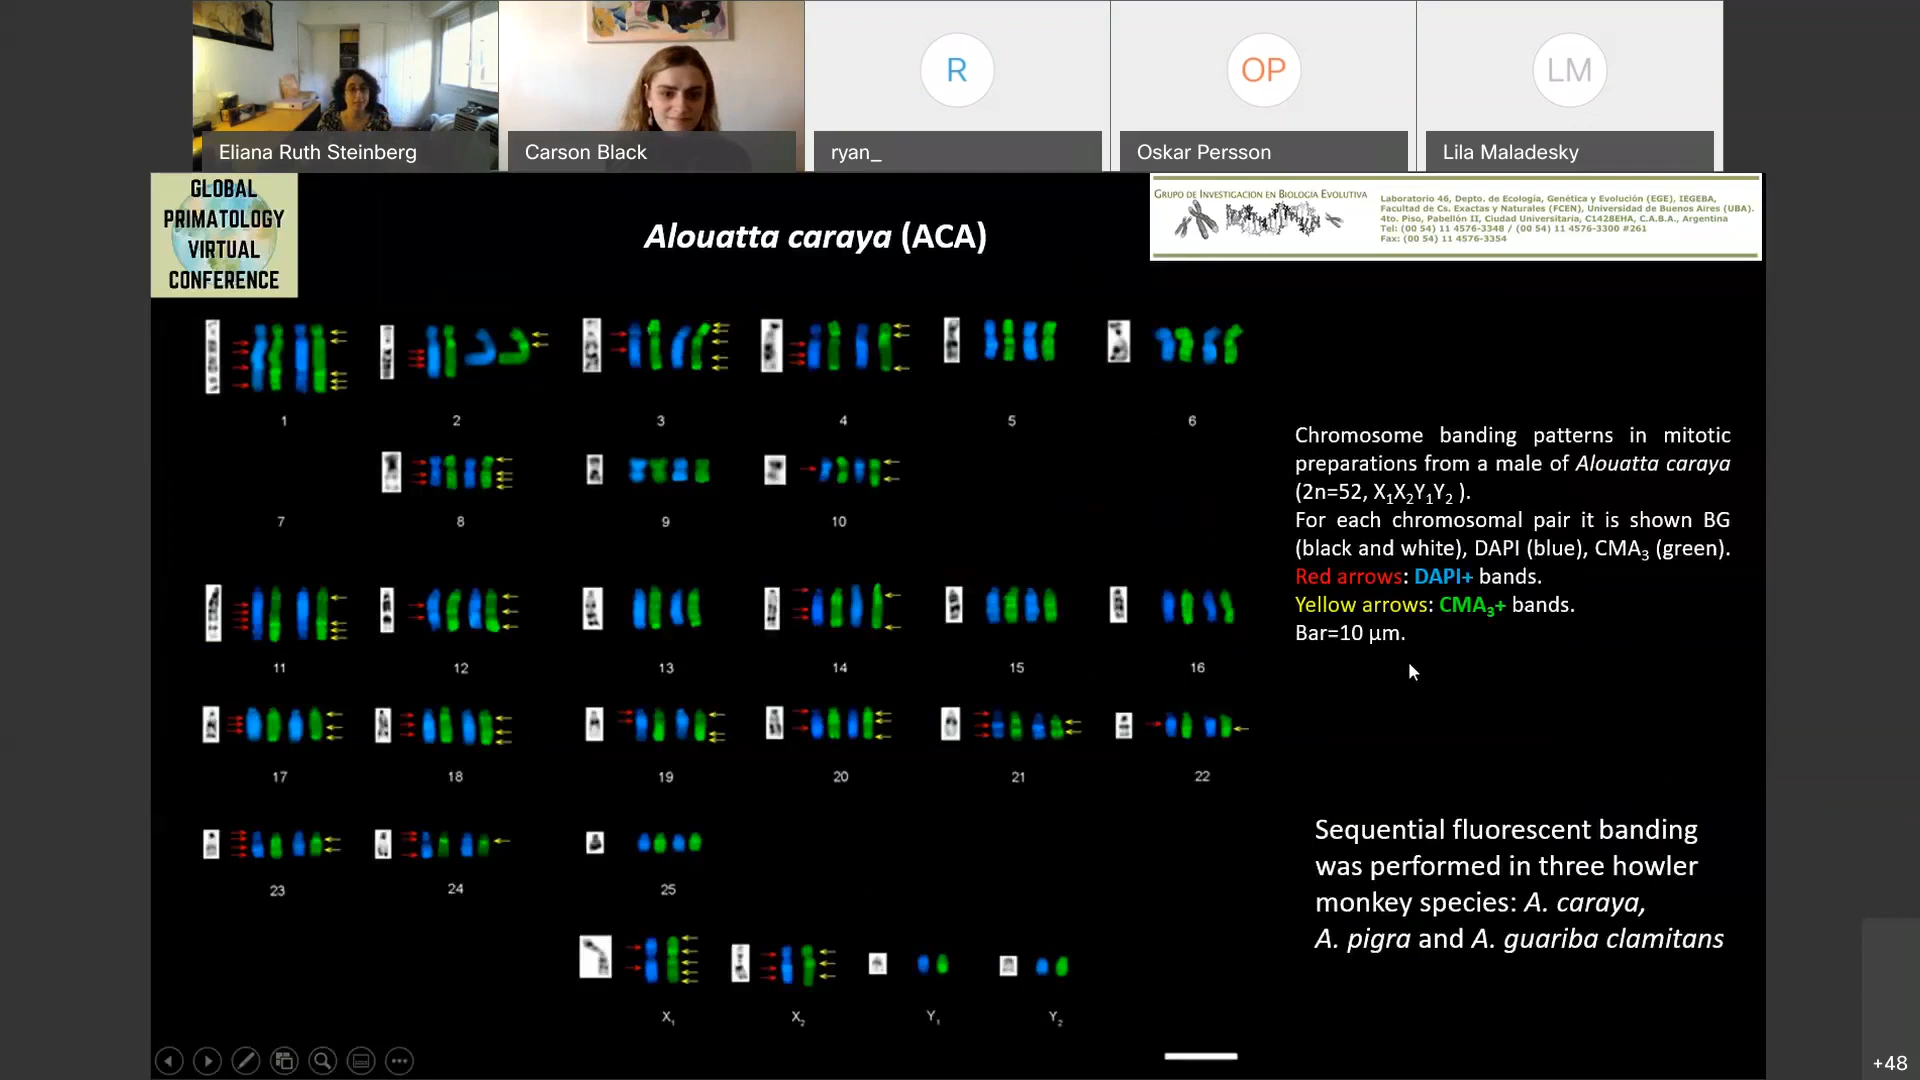 R
OP
LM
Eliana Ruth Steinberg
Carson Black
ryan_
Oskar Persson
Lila Maladesky
GLOBAL
PRIMATOLOGY
VIRTUAL
CONFERENCE
Alouatta caraya (ACA)
GRUPO DE INVESTIGACION EN BIOLOGIA EVOLUTIVA
Laboratorio 46, Depto. de Ecología, Genética y Evolución (EGE), IEGEBA,
Facultad de Cs. Exactas y Naturales (FCEN), Universidad de Buenos Aires (UBA).
4to. Piso, Pabellón II, Ciudad Universitaria, C1428EHA, C.A.B.A., Argentina
Tel: (00 54) 11 4576-3348 / (00 54) 11 4576-3300 #261
Fax: (00 54) 11 4576-3354
1 2 3 4 5 6
7 8 9 10
11 12 13 14 15 16
17 18 19 20 21 22
23 24 25
X₁ X₂ Y₁ Y₂
Chromosome banding patterns in mitotic
preparations from a male of Alouatta caraya
(2n=52, X₁X₂Y₁Y₂ ).
For each chromosomal pair it is shown BG
(black and white), DAPI (blue), CMA₃ (green).
Red arrows: DAPI+ bands.
Yellow arrows: CMA₃+ bands.
Bar=10 µm.
Sequential fluorescent banding
was performed in three howler
monkey species: A. caraya,
A. pigra and A. guariba clamitans
+48